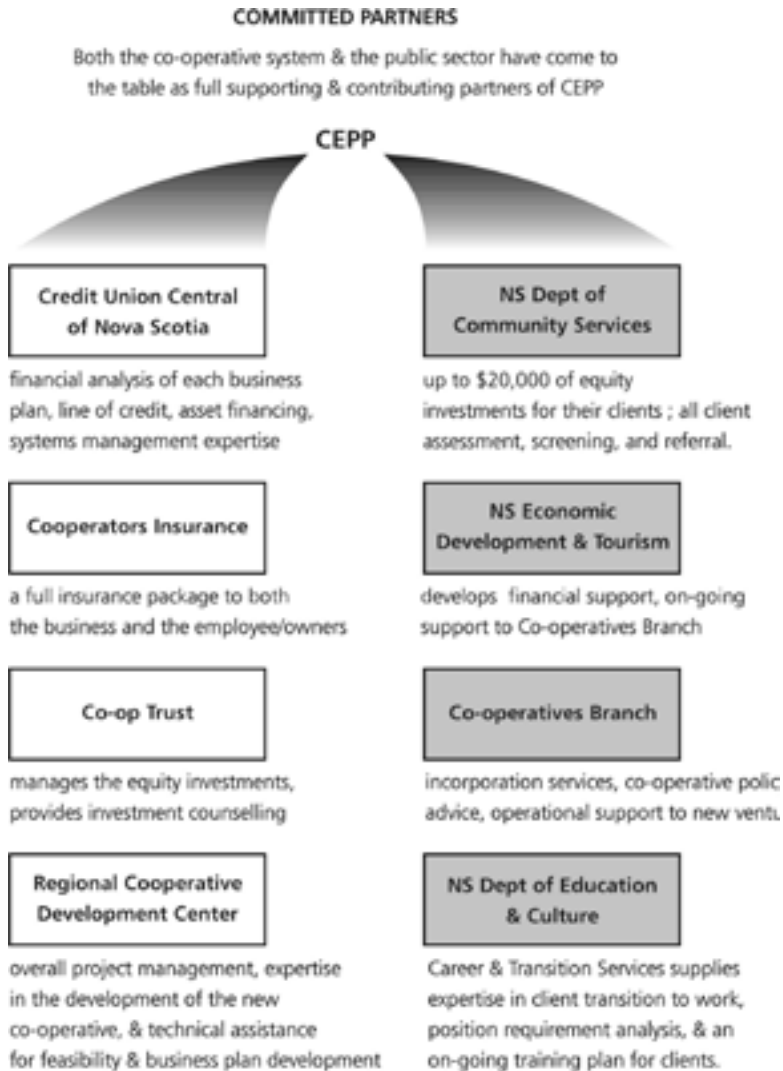 COMMITTED PARTNERS
Both the co-operative system & the public sector have come to
the table as full supporting & contributing partners of CEPP
CEPP
Credit Union Central
of Nova Scotia
financial analysis of each business
plan, line of credit, asset financing,
systems management expertise
Cooperators Insurance
a full insurance package to both
the business and the employee/owners
Co-op Trust
manages the equity investments,
provides investment counselling
Regional Cooperative
Development Center
overall project management, expertise
in the development of the new
co-operative, & technical assistance
for feasibility & business plan development
NS Dept of
Community Services
up to $20,000 of equity
investments for their clients ; all client
assessment, screening, and referral.
NS Economic
Development & Tourism
develops financial support, on-going
support to Co-operatives Branch
Co-operatives Branch
incorporation services, co-operative polic
advice, operational support to new ventu
NS Dept of Education
& Culture
Career & Transition Services supplies
expertise in client transition to work,
position requirement analysis, & an
on-going training plan for clients.